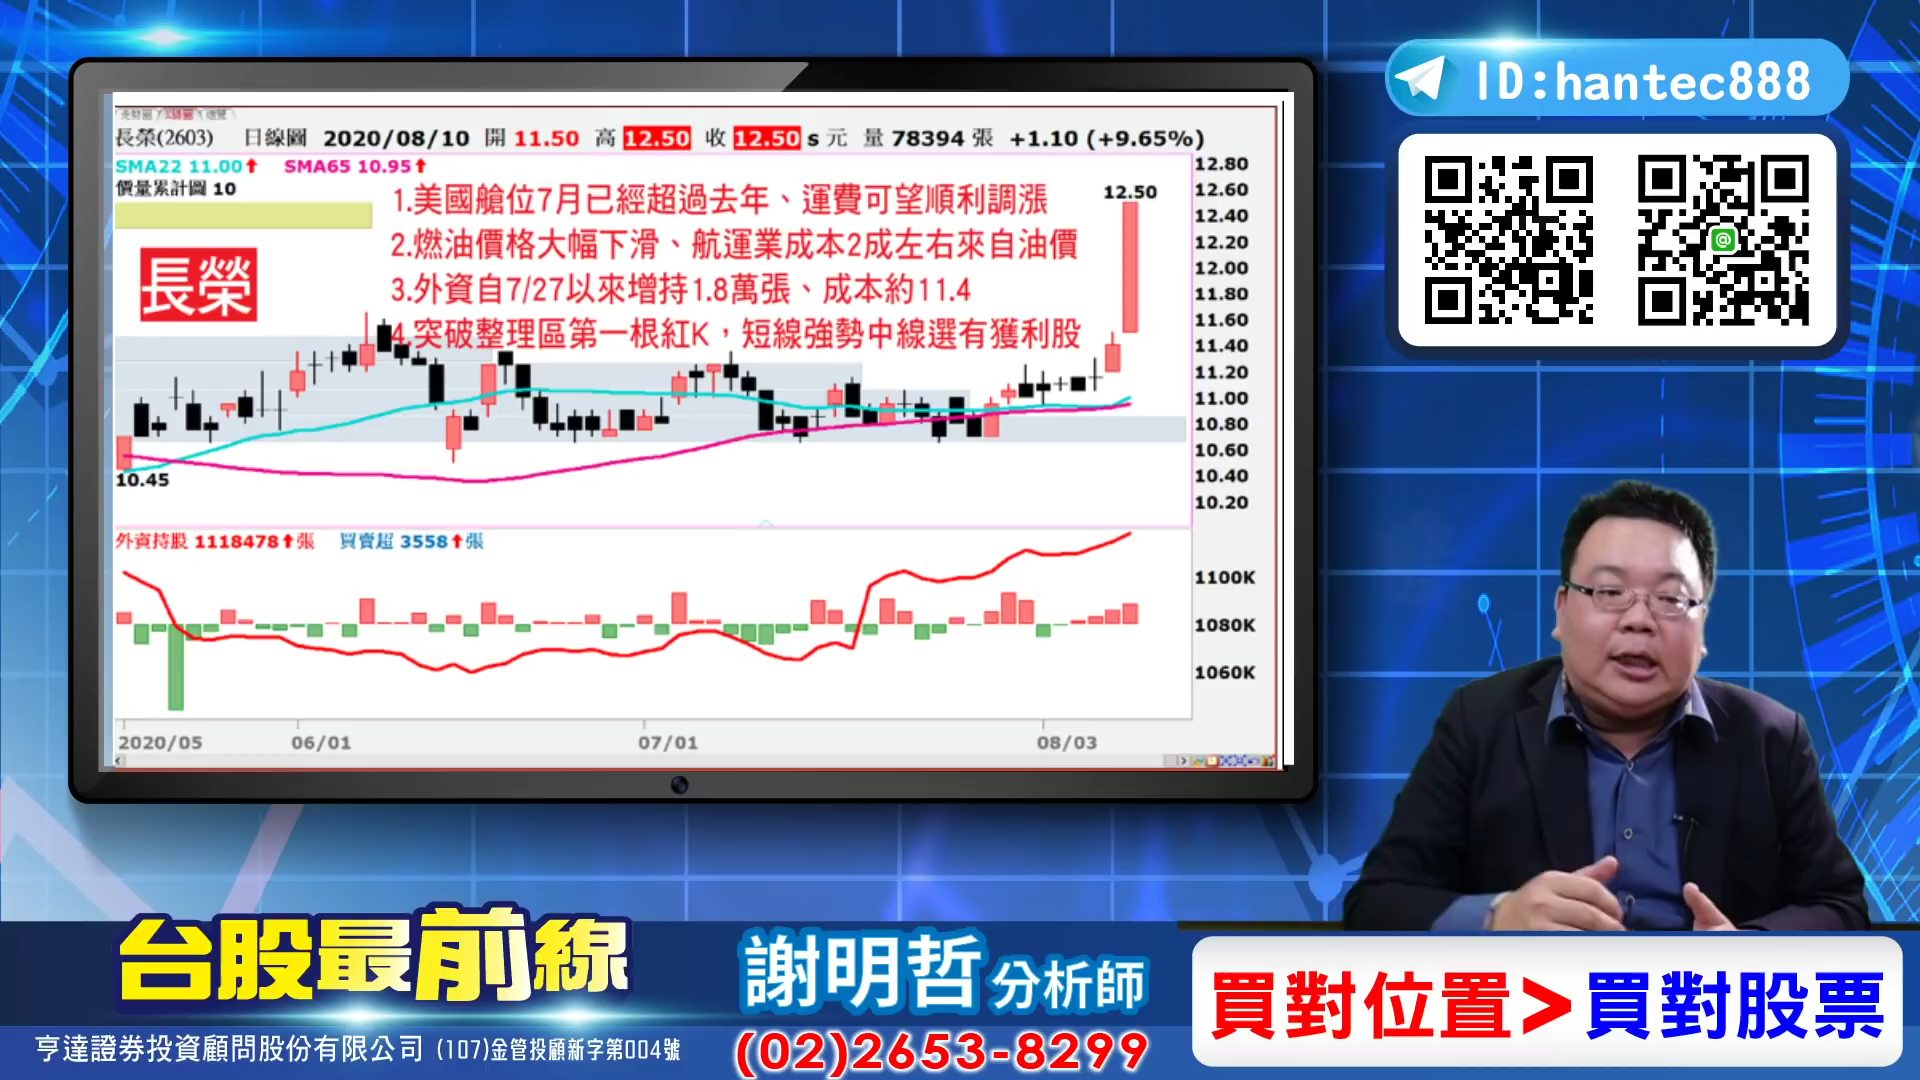 ID:hantec888
長榮(2603) 日線圖 2020/08/10 開 11.50 高 12.50 收 12.50 s 元 量 78394 張 +1.10 (+9.65%)
SMA22 11.00↑ SMA65 10.95↑
價量累計圖 10
長榮
1.美國艙位7月已經超過去年、運費可望順利調漲
2.燃油價格大幅下滑、航運業成本2成左右來自油價
3.外資自7/27以來增持1.8萬張、成本約11.4
4.突破整理區第一根紅K，短線強勢中線選有獲利股
12.50
10.45
12.80
12.60
12.40
12.20
12.00
11.80
11.60
11.40
11.20
11.00
10.80
10.60
10.40
10.20
外資持股 1118478↑張 買賣超 3558↑張
1100K
1080K
1060K
2020/05 06/01 07/01 08/03
台股最前線
謝明哲 分析師
買對位置>買對股票
亨達證券投資顧問股份有限公司 (107)金管投顧新字第004號
(02)2653-8299